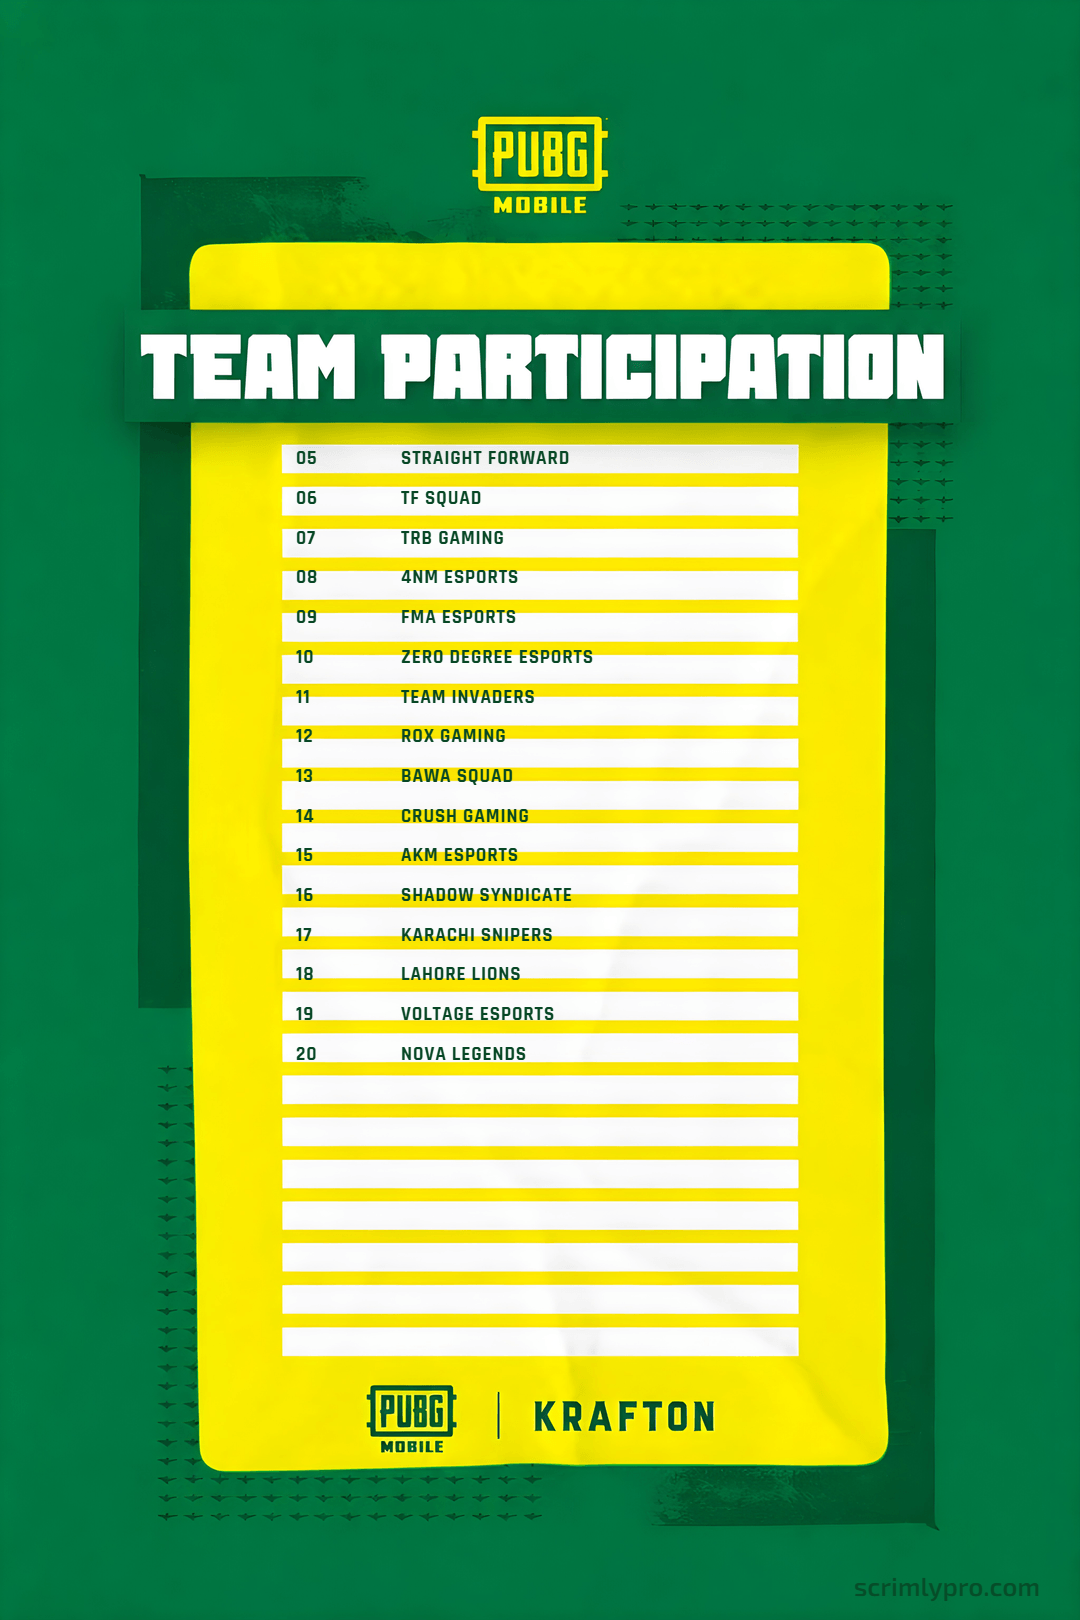 PUBG
MOBILE
TEAM PARTICIPATION
05 STRAIGHT FORWARD
06 TF SQUAD
07 TRB GAMING
08 4NM ESPORTS
09 FMA ESPORTS
10 ZERO DEGREE ESPORTS
11 TEAM INVADERS
12 ROX GAMING
13 BAWA SQUAD
14 CRUSH GAMING
15 AKM ESPORTS
16 SHADOW SYNDICATE
17 KARACHI SNIPERS
18 LAHORE LIONS
19 VOLTAGE ESPORTS
20 NOVA LEGENDS
PUBG
MOBILE
KRAFTON
scrimlypro.com